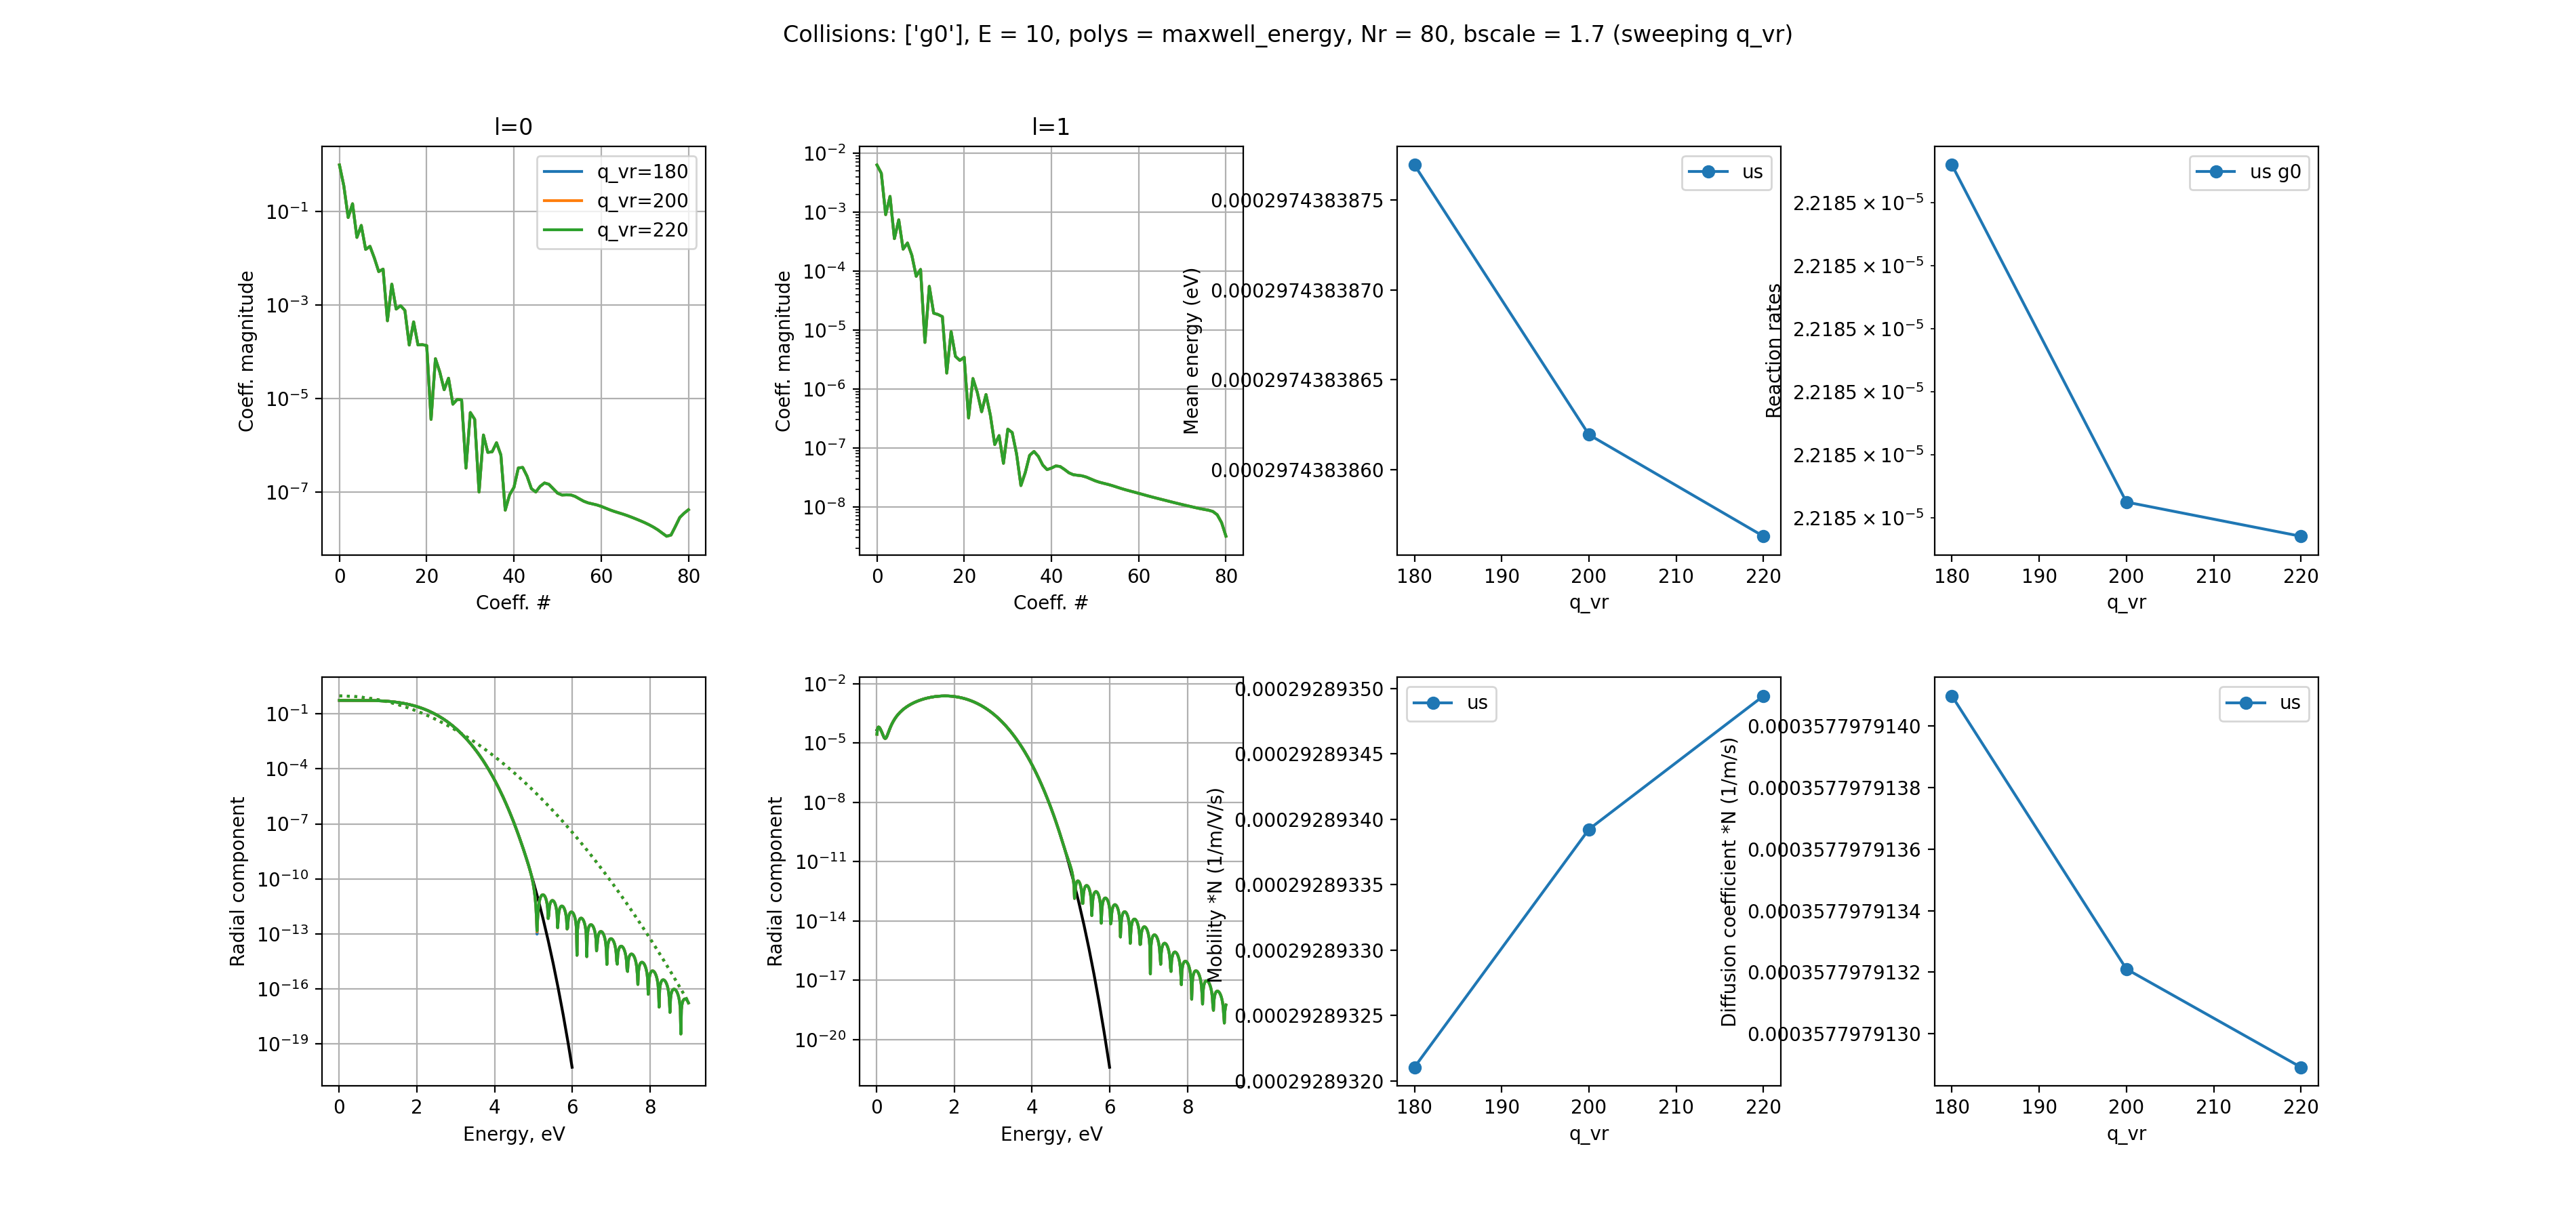 Collisions: ['g0'], E = 10, polys = maxwell_energy, Nr = 80, bscale = 1.7 (sweeping q_vr)
l=0
Coeff. magnitude
10⁻¹
10⁻³
10⁻⁵
10⁻⁷
q_vr=180
q_vr=200
q_vr=220
0 20 40 60 80
Coeff. #
l=1
Coeff. magnitude
10⁻²
10⁻³
10⁻⁴
10⁻⁵
10⁻⁶
10⁻⁷
10⁻⁸
0 20 40 60 80
Coeff. #
Mean energy (eV)
0.0002974383875
0.0002974383870
0.0002974383865
0.0002974383860
us
180 190 200 210 220
q_vr
Reaction rates
2.2185 × 10⁻⁵
2.2185 × 10⁻⁵
2.2185 × 10⁻⁵
2.2185 × 10⁻⁵
2.2185 × 10⁻⁵
2.2185 × 10⁻⁵
us g0
180 190 200 210 220
q_vr
Radial component
10⁻¹
10⁻⁴
10⁻⁷
10⁻¹⁰
10⁻¹³
10⁻¹⁶
10⁻¹⁹
0 2 4 6 8
Energy, eV
Radial component
10⁻²
10⁻⁵
10⁻⁸
10⁻¹¹
10⁻¹⁴
10⁻¹⁷
10⁻²⁰
0 2 4 6 8
Energy, eV
Mobility *N (1/m/V/s)
0.00029289350
0.00029289345
0.00029289340
0.00029289335
0.00029289330
0.00029289325
0.00029289320
us
180 190 200 210 220
q_vr
Diffusion coefficient *N (1/m/s)
0.0003577979140
0.0003577979138
0.0003577979136
0.0003577979134
0.0003577979132
0.0003577979130
us
180 190 200 210 220
q_vr